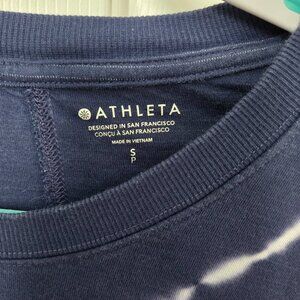 ATHLETA
DESIGNED IN SAN FRANCISCO
CONÇU À SAN FRANCISCO
MADE IN VIETNAM
S
P